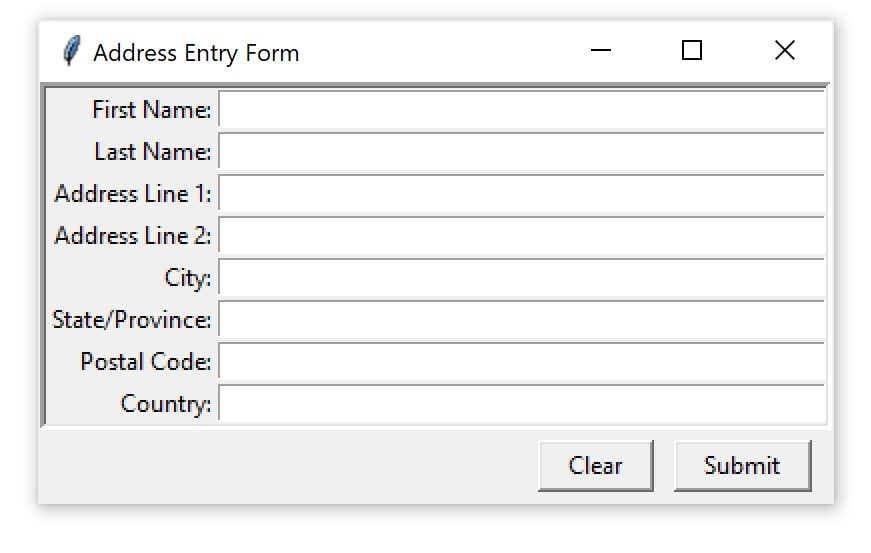 Address Entry Form
First Name:
Last Name:
Address Line 1:
Address Line 2:
City:
State/Province:
Postal Code:
Country:
Clear Submit